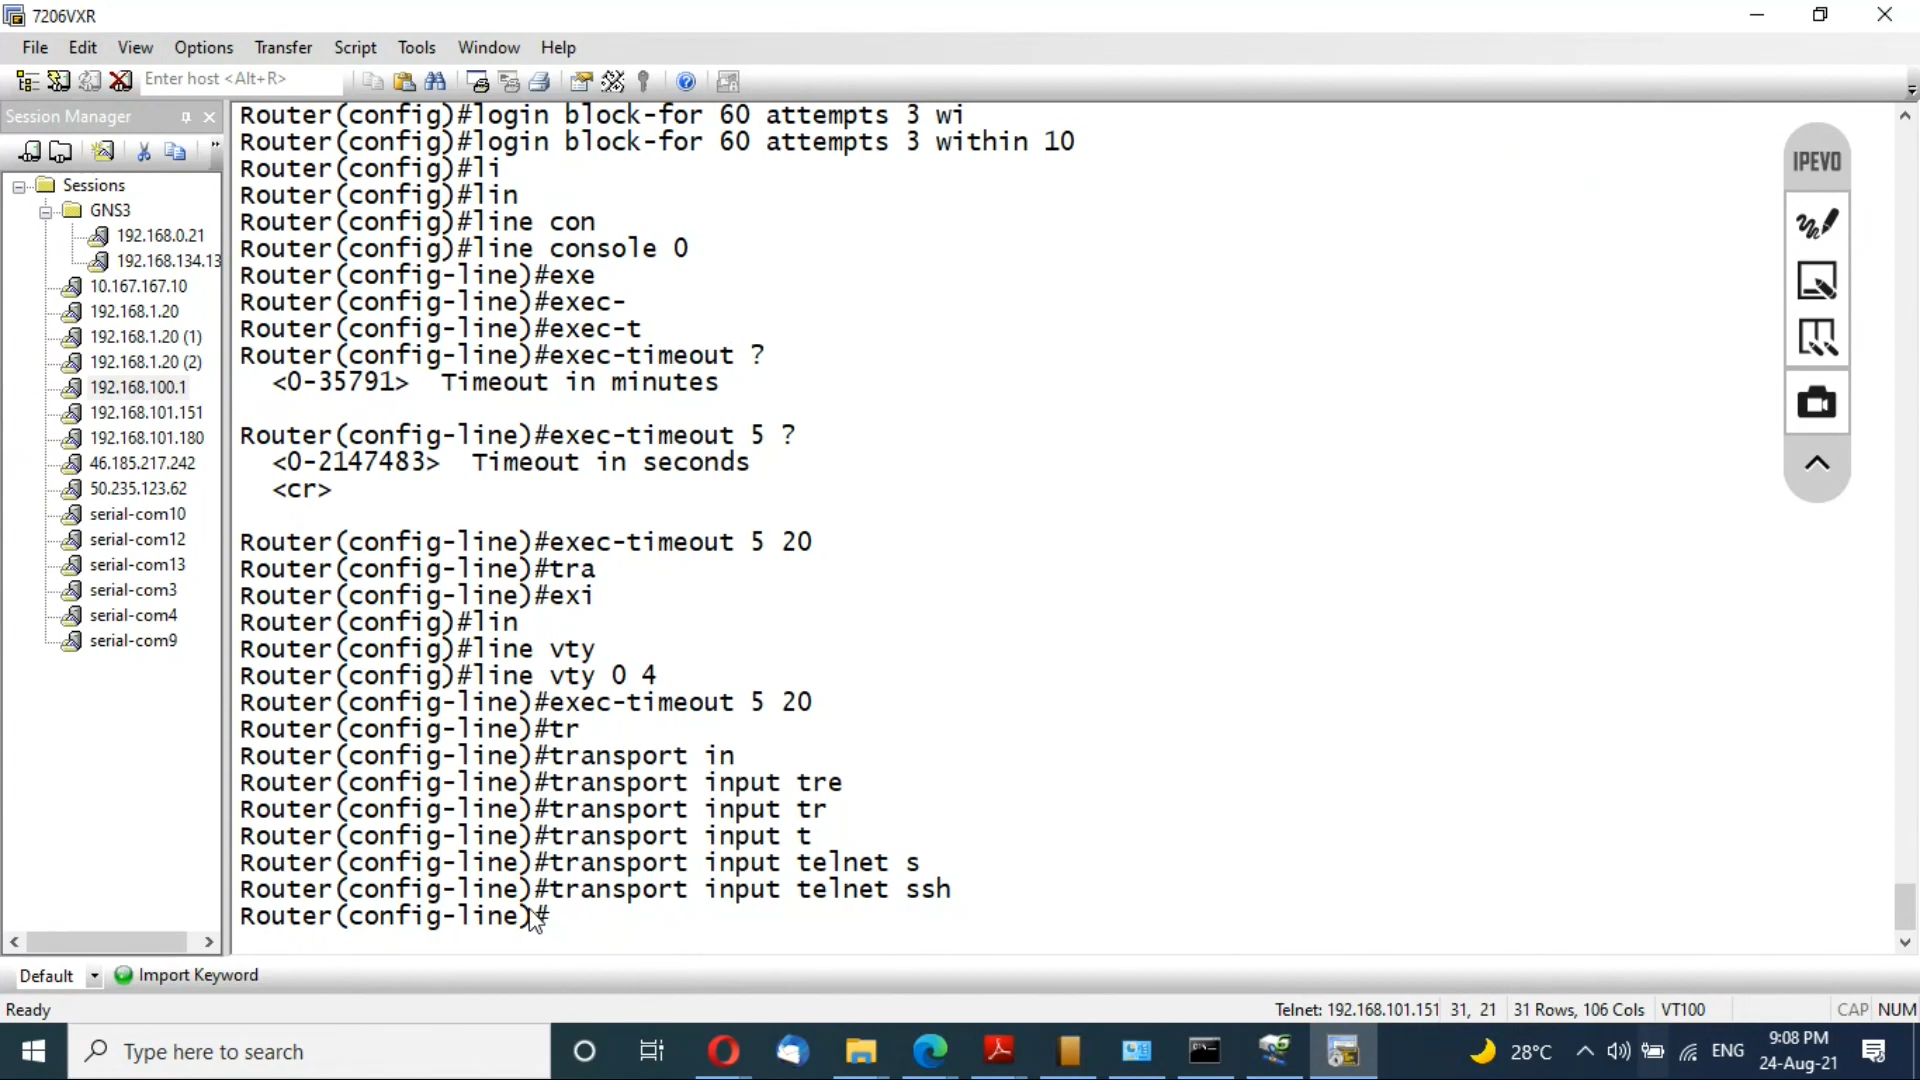 7206VXR
File Edit View Options Transfer Script Tools Window Help
Enter host <Alt+R>
Session Manager
Sessions
GNS3
192.168.0.21
192.168.134.13
10.167.167.10
192.168.1.20
192.168.1.20 (1)
192.168.1.20 (2)
192.168.100.1
192.168.101.151
192.168.101.180
46.185.217.242
50.235.123.62
serial-com10
serial-com12
serial-com13
serial-com3
serial-com4
serial-com9
Router(config)#login block-for 60 attempts 3 wi
Router(config)#login block-for 60 attempts 3 within 10
Router(config)#li
Router(config)#lin
Router(config)#line con
Router(config)#line console 0
Router(config-line)#exe
Router(config-line)#exec-
Router(config-line)#exec-t
Router(config-line)#exec-timeout ?
<0-35791> Timeout in minutes
Router(config-line)#exec-timeout 5 ?
<0-2147483> Timeout in seconds
<cr>
Router(config-line)#exec-timeout 5 20
Router(config-line)#tra
Router(config-line)#exi
Router(config)#lin
Router(config)#line vty
Router(config)#line vty 0 4
Router(config-line)#exec-timeout 5 20
Router(config-line)#tr
Router(config-line)#transport in
Router(config-line)#transport input tre
Router(config-line)#transport input tr
Router(config-line)#transport input t
Router(config-line)#transport input telnet s
Router(config-line)#transport input telnet ssh
Router(config-line)#
IPEVO
Default Import Keyword
Ready Telnet: 192.168.101.151 31, 21 31 Rows, 106 Cols VT100 CAP NUM
Type here to search
28°C ENG
9:08 PM
24-Aug-21